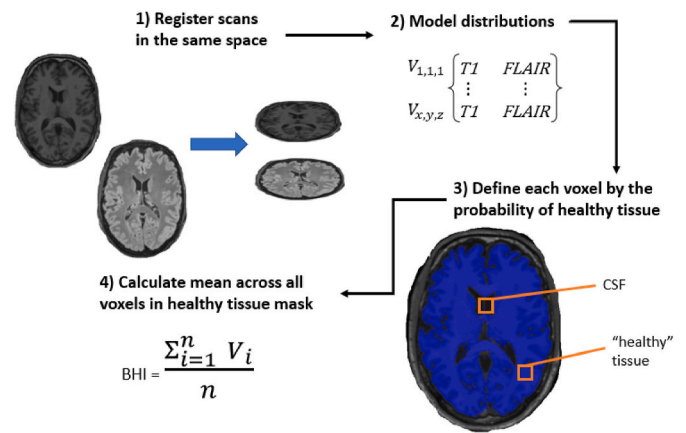 1) Register scans
in the same space
2) Model distributions
V1,1,1 { T1 FLAIR }
⋮ ⋮
Vx,y,z { T1 FLAIR }
3) Define each voxel by the
probability of healthy tissue
CSF
"healthy"
tissue
4) Calculate mean across all
voxels in healthy tissue mask
BHI = Σⁿᵢ₌₁ Vᵢ / n